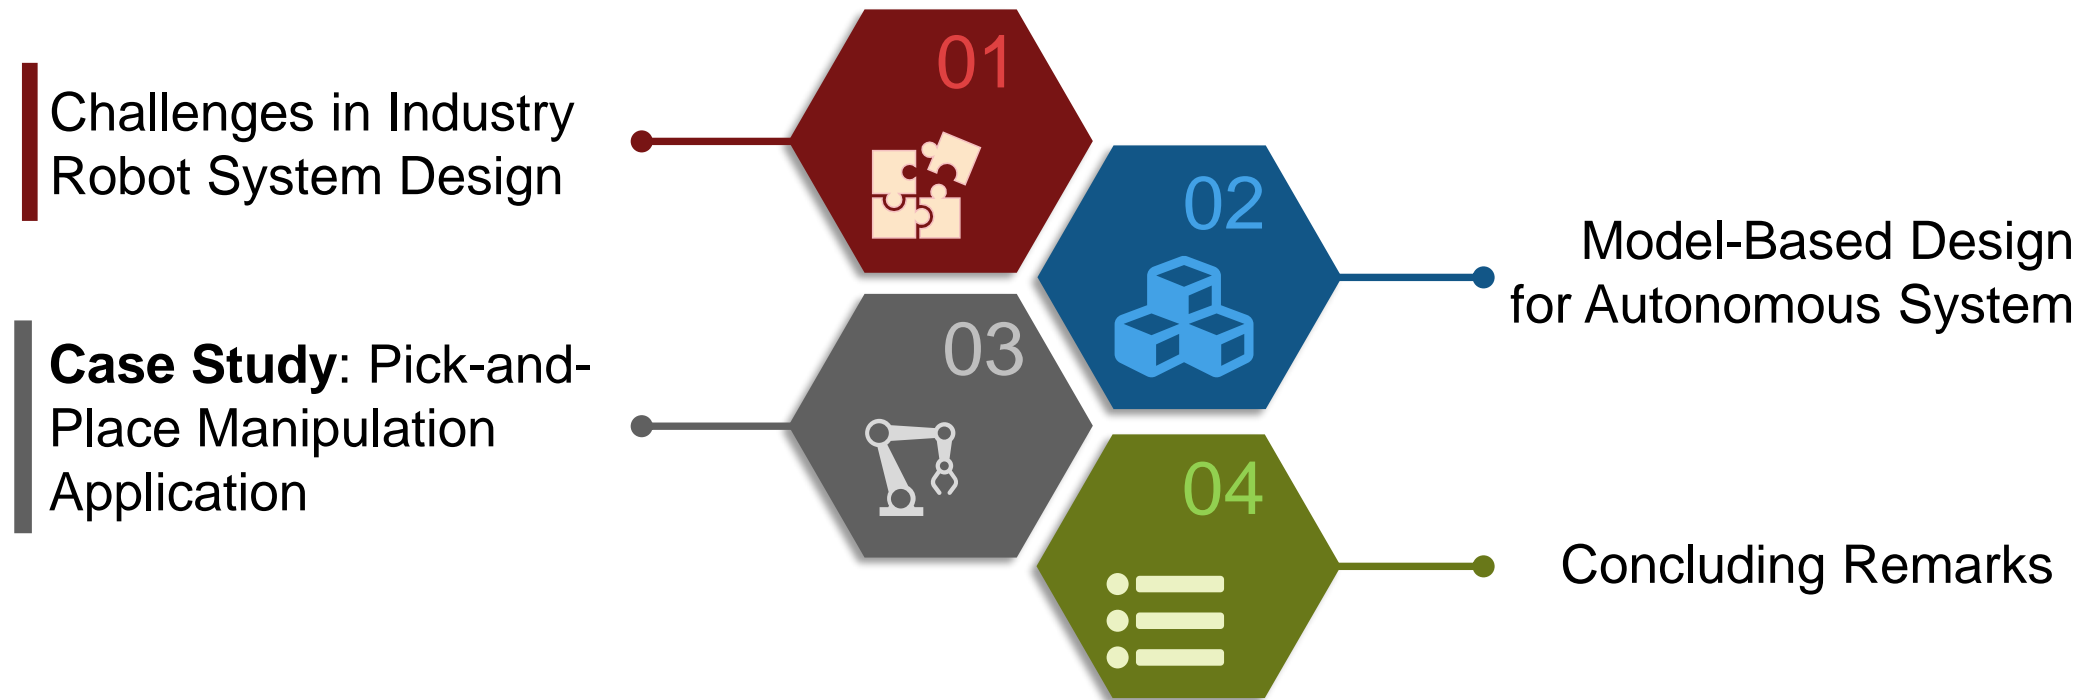 01
Challenges in Industry
Robot System Design
02
Model-Based Design
for Autonomous System
03
Case Study: Pick-and-
Place Manipulation
Application
04
Concluding Remarks